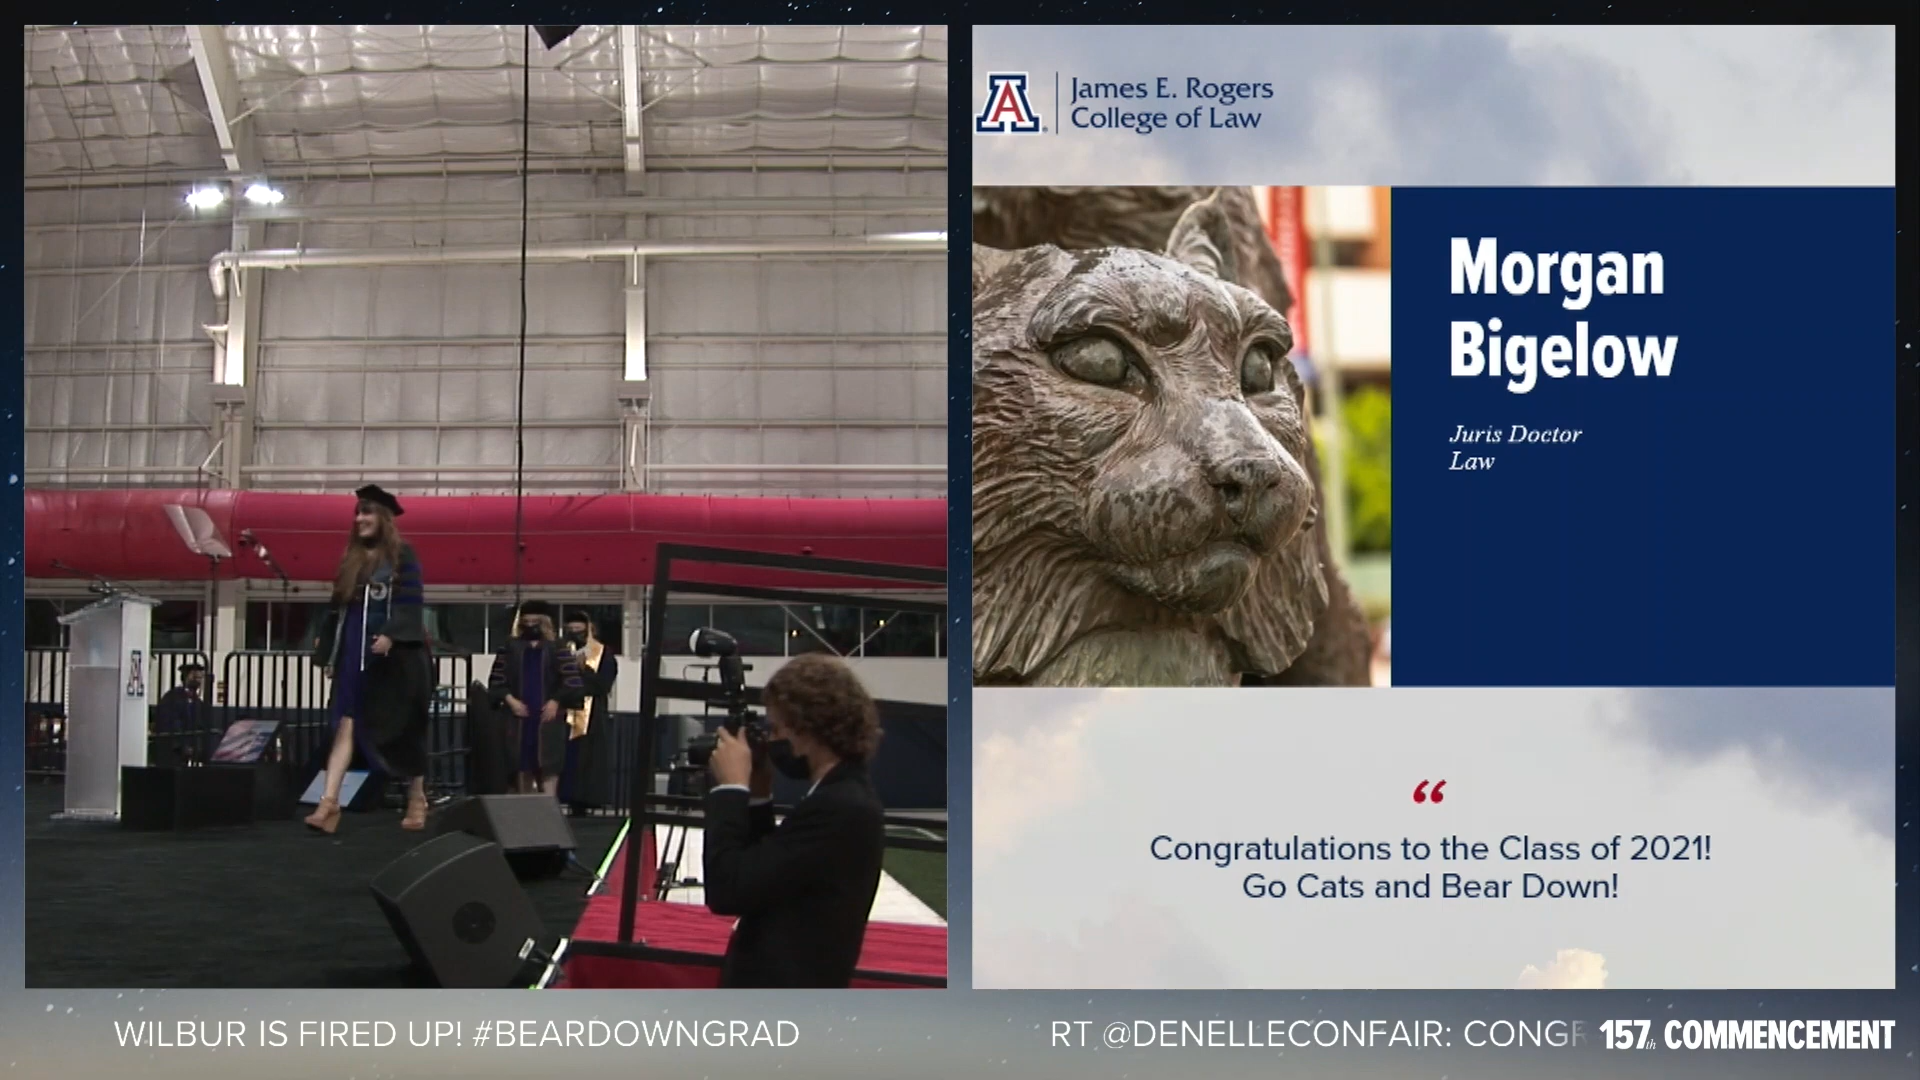 A
James E. Rogers
College of Law
Morgan
Bigelow
Juris Doctor
Law
A
“
Congratulations to the Class of 2021!
Go Cats and Bear Down!
WILBUR IS FIRED UP! #BEARDOWNGRAD
RT @DENELLECONFAIR: CONGR
157th COMMENCEMENT